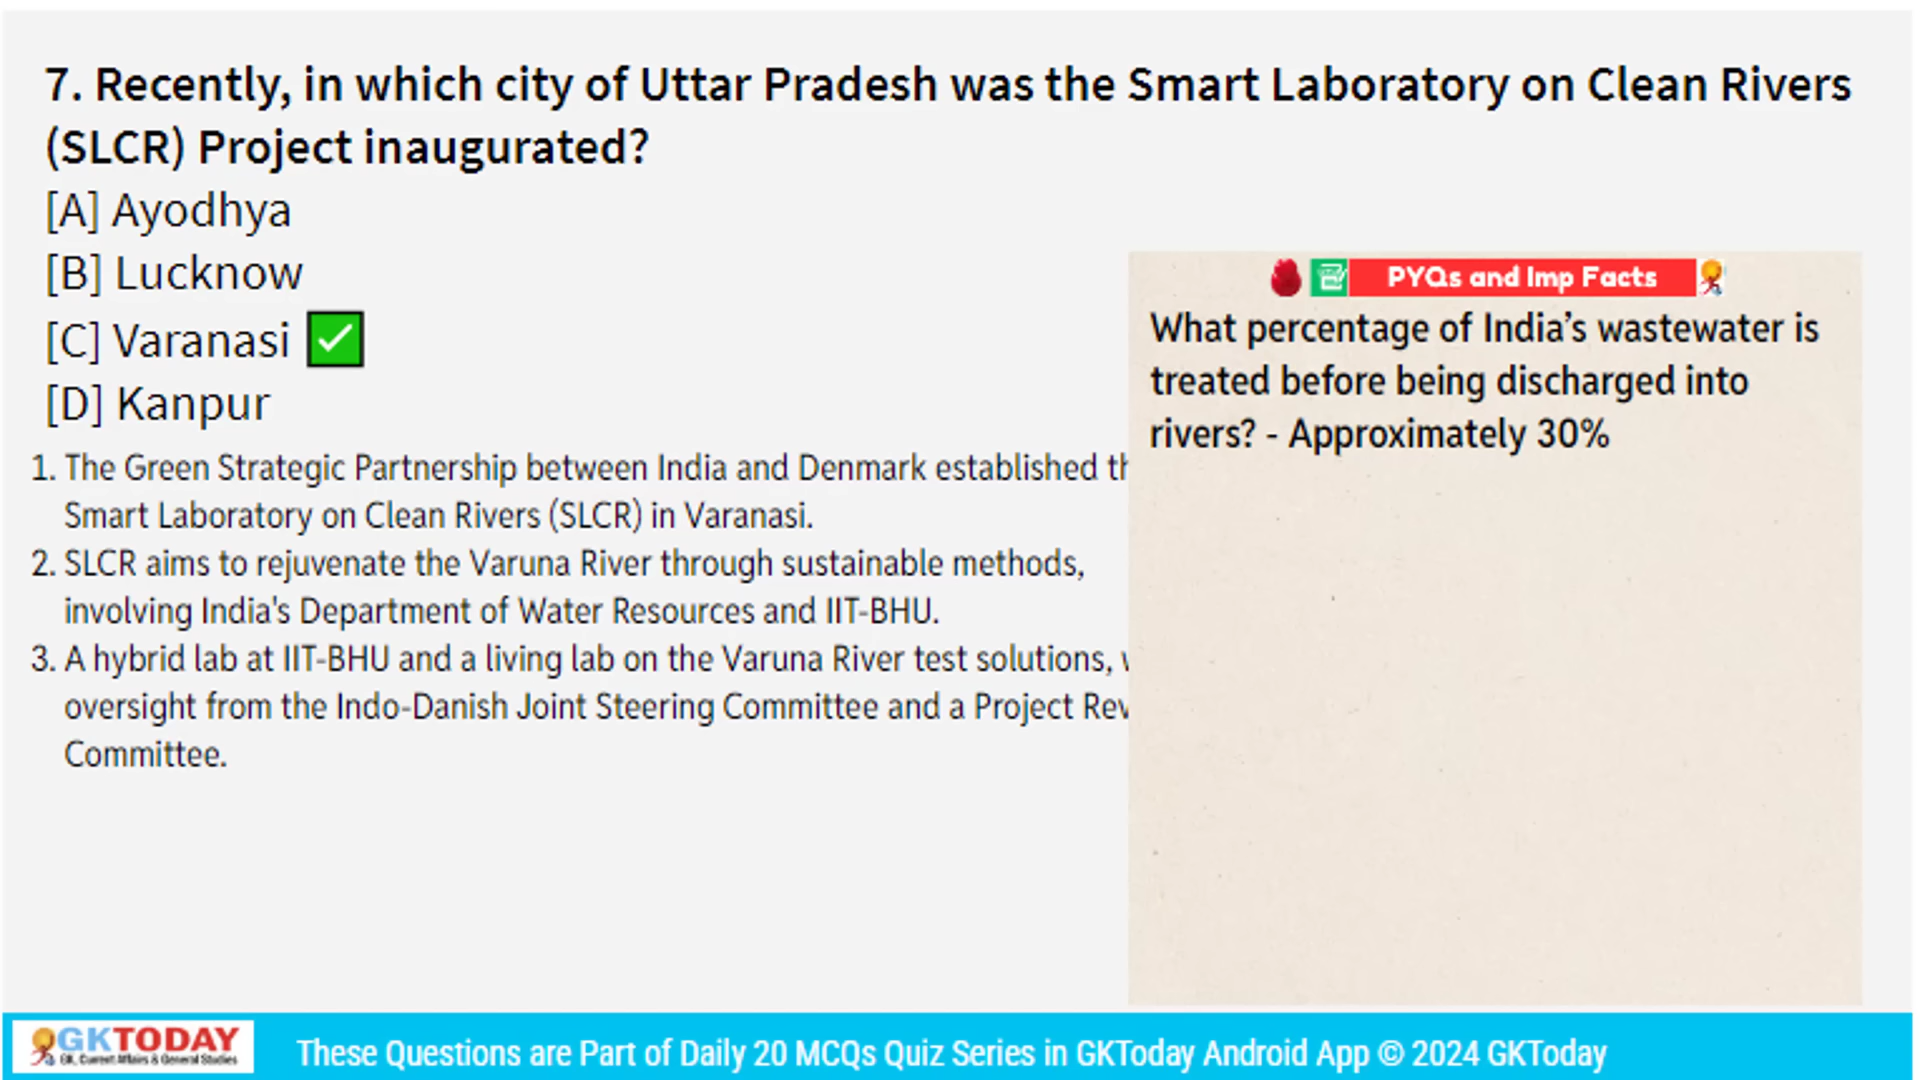 7. Recently, in which city of Uttar Pradesh was the Smart Laboratory on Clean Rivers
(SLCR) Project inaugurated?
[A] Ayodhya
[B] Lucknow
[C] Varanasi
[D] Kanpur
1. The Green Strategic Partnership between India and Denmark established
Smart Laboratory on Clean Rivers (SLCR) in Varanasi.
2. SLCR aims to rejuvenate the Varuna River through sustainable methods,
involving India's Department of Water Resources and IIT-BHU.
3. A hybrid lab at IIT-BHU and a living lab on the Varuna River test solutions,
oversight from the Indo-Danish Joint Steering Committee and a Project
Committee.
PYQs and Imp Facts
What percentage of India’s wastewater is
treated before being discharged into
rivers? - Approximately 30%
GKTODAY
GK, Current Affairs & General Studies
These Questions are Part of Daily 20 MCQs Quiz Series in GKToday Android App © 2024 GKToday